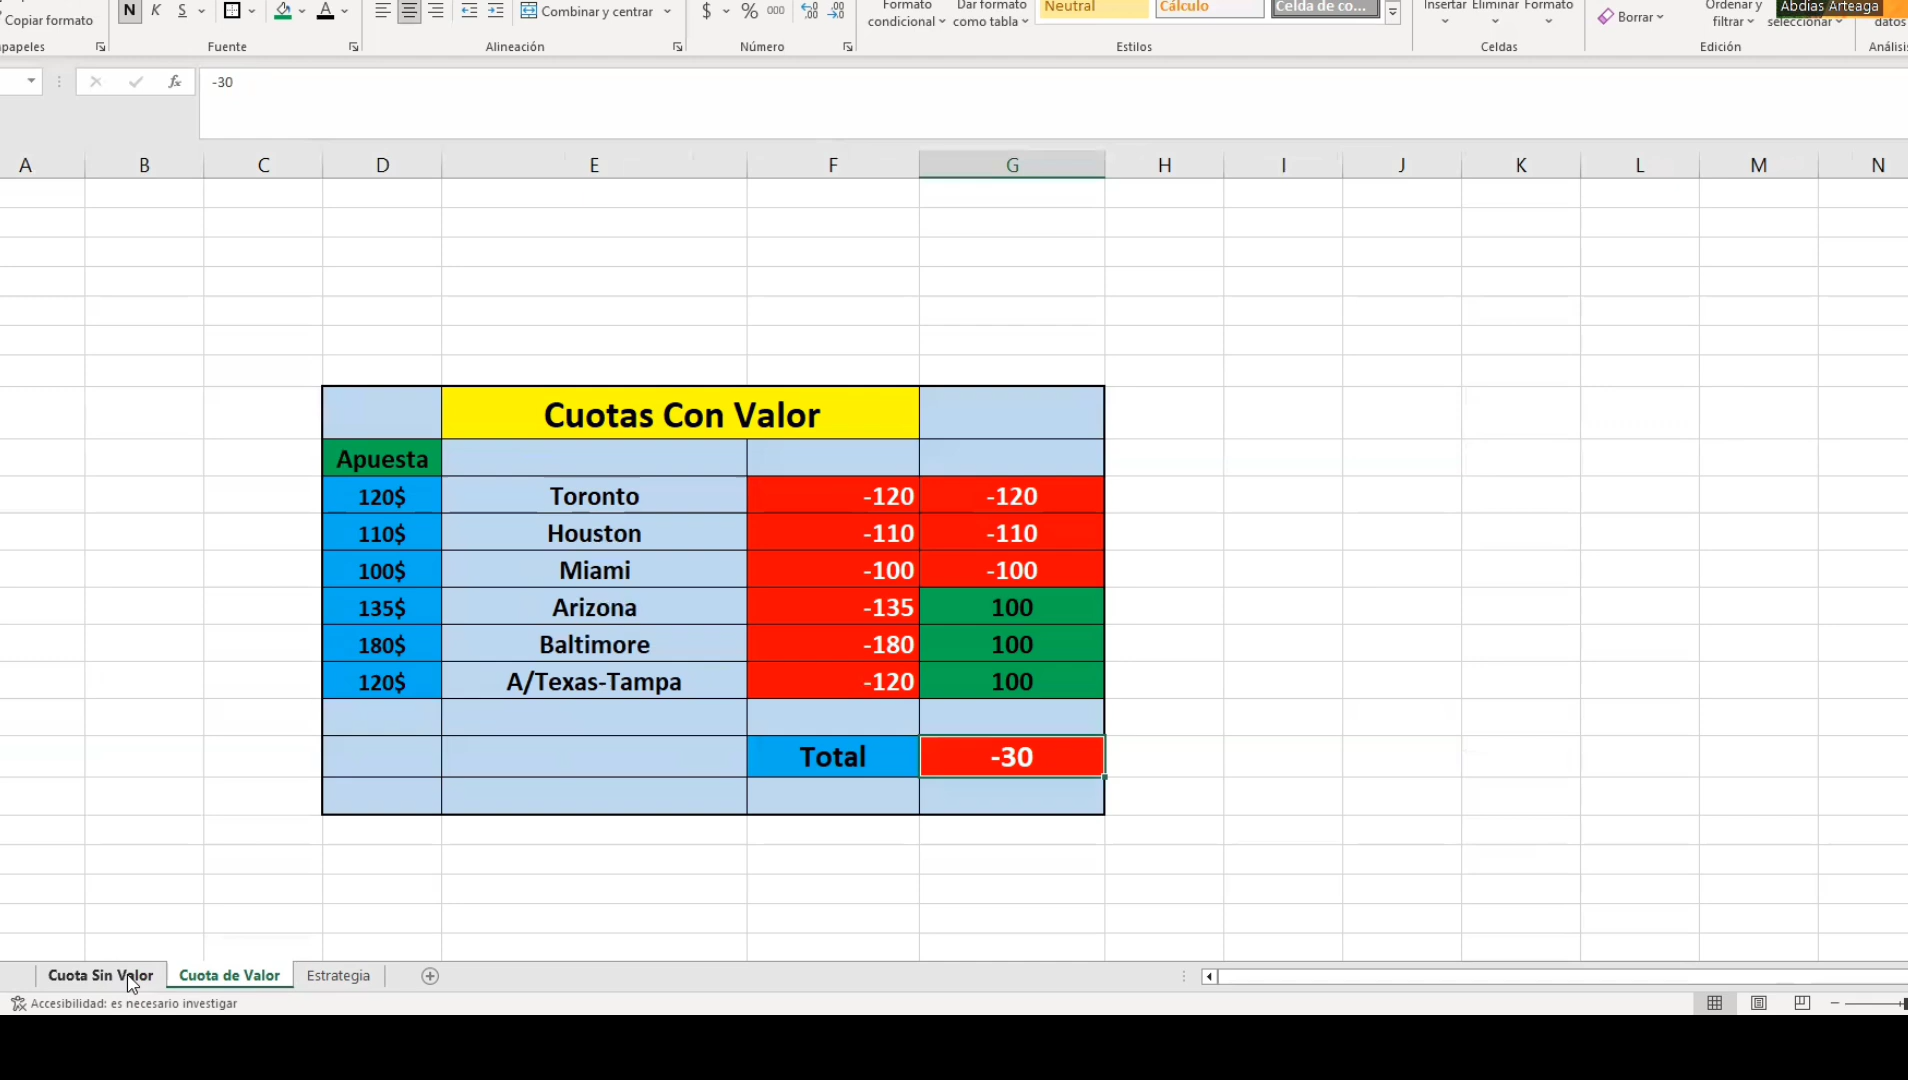 Copiar formato
N K S
A
Combinar y centrar
$ % 000
Formato
condicional
Dar formato
como tabla
Neutral
Cálculo
Celda de co...
Insertar Eliminar Formato
Borrar
Ordenar y
filtrar
seleccionar
Abdias Arteaga
datos
Fuente
Alineación
Número
Estilos
Celdas
Edición
fx
-30
A B C D E F G H I J K L M N
Cuotas Con Valor
Apuesta
120$ Toronto -120 -120
110$ Houston -110 -110
100$ Miami -100 -100
135$ Arizona -135 100
180$ Baltimore -180 100
120$ A/Texas-Tampa -120 100
Total -30
Cuota Sin Valor Cuota de Valor Estrategia
Accesibilidad: es necesario investigar